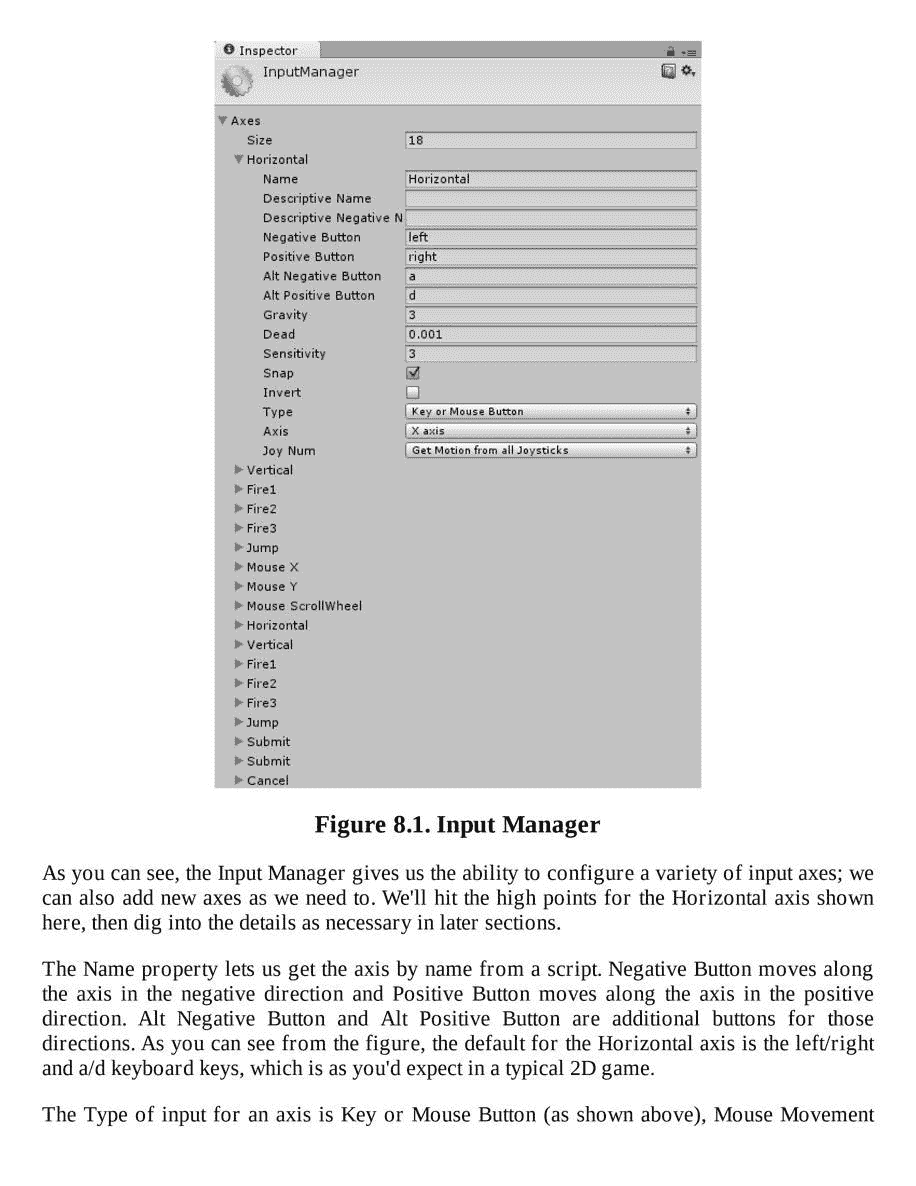 Inspector
InputManager
Axes
Size 18
Horizontal
Name Horizontal
Descriptive Name
Descriptive Negative N
Negative Button left
Positive Button right
Alt Negative Button a
Alt Positive Button d
Gravity 3
Dead 0.001
Sensitivity 3
Snap
Invert
Type Key or Mouse Button
Axis X axis
Joy Num Get Motion from all Joysticks
Vertical
Fire1
Fire2
Fire3
Jump
Mouse X
Mouse Y
Mouse ScrollWheel
Horizontal
Vertical
Fire1
Fire2
Fire3
Jump
Submit
Submit
Cancel
Figure 8.1. Input Manager
As you can see, the Input Manager gives us the ability to configure a variety of input axes; we
can also add new axes as we need to. We'll hit the high points for the Horizontal axis shown
here, then dig into the details as necessary in later sections.
The Name property lets us get the axis by name from a script. Negative Button moves along
the axis in the negative direction and Positive Button moves along the axis in the positive
direction. Alt Negative Button and Alt Positive Button are additional buttons for those
directions. As you can see from the figure, the default for the Horizontal axis is the left/right
and a/d keyboard keys, which is as you'd expect in a typical 2D game.
The Type of input for an axis is Key or Mouse Button (as shown above), Mouse Movement